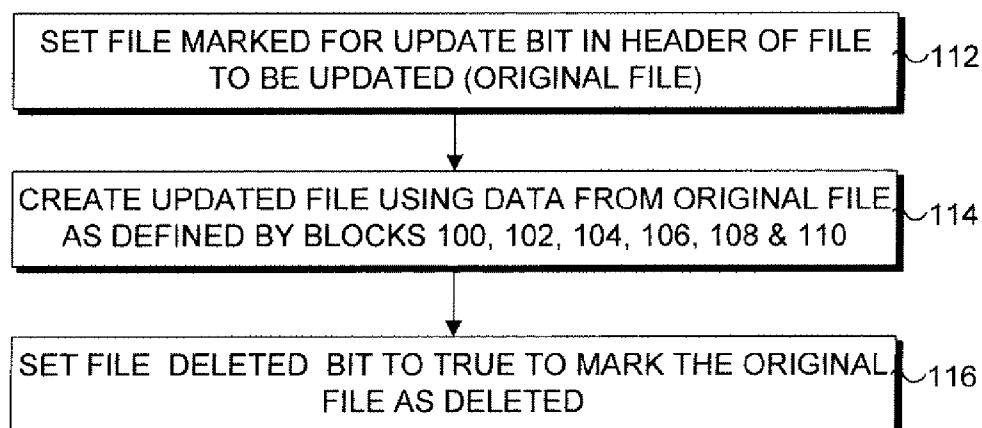 SET FILE MARKED FOR UPDATE BIT IN HEADER OF FILE
TO BE UPDATED (ORIGINAL FILE)
112
CREATE UPDATED FILE USING DATA FROM ORIGINAL FILE
AS DEFINED BY BLOCKS 100, 102, 104, 106, 108 & 110
114
SET FILE DELETED BIT TO TRUE TO MARK THE ORIGINAL
FILE AS DELETED
116